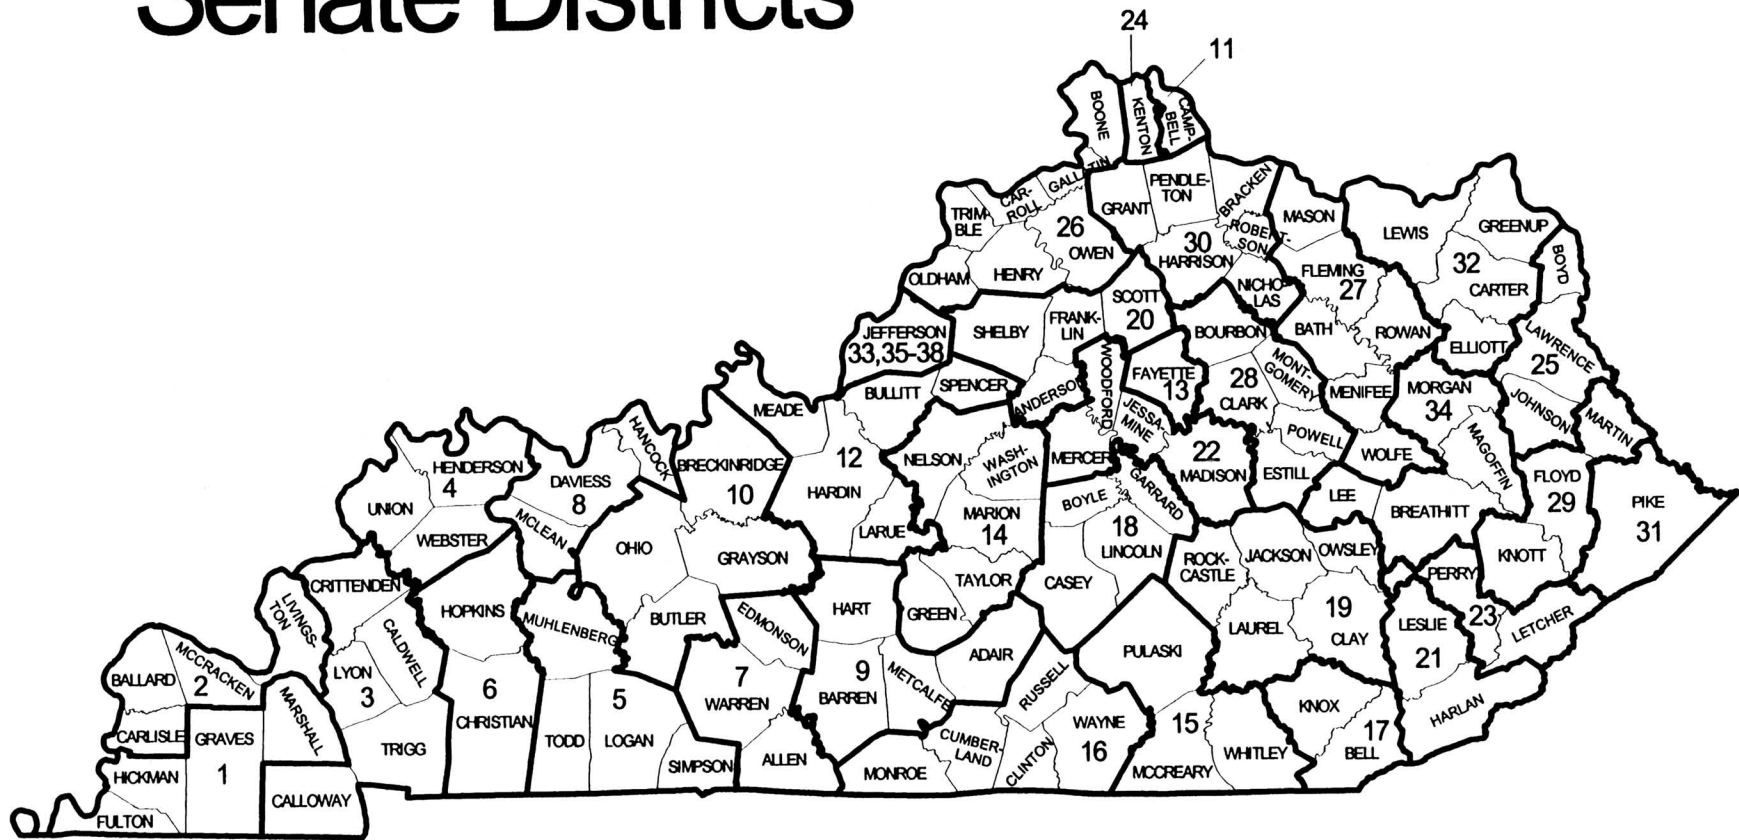 Senate Districts
24
11
BOONE
KENTON
CAMP-
BELL
GALLATIN
CAR-
ROLL
TRIM-
BLE
GRANT
PENDLE-
TON
BRACKEN
MASON
LEWIS
GREENUP
BOYD
26
OWEN
30
HARRISON
ROBERT-
SON
32
CARTER
OLDHAM
HENRY
NICHO-
LAS
FLEMING
27
JEFFERSON
33,35-38
SHELBY
FRANK-
LIN
SCOTT
20
BOURBON
BATH
ROWAN
ELLIOTT
LAWRENCE
25
BULLITT
SPENCER
ANDERSON
WOODFORD
FAYETTE
13
28
CLARK
MONT-
GOMERY
MENIFEE
MORGAN
34
JOHNSON
MARTIN
MEADE
HANCOCK
BRECKINRIDGE
10
12
HARDIN
NELSON
WASH-
INGTON
MERCER
JESSA-
MINE
22
MADISON
POWELL
ESTILL
WOLFE
MAGOFFIN
HENDERSON
4
UNION
WEBSTER
DAVIESS
8
MCLEAN
OHIO
GRAYSON
LARUE
MARION
14
BOYLE
GARRARD
18
LINCOLN
LEE
BREATHITT
FLOYD
29
PIKE
31
CRITTENDEN
LIVINGS-
TON
HOPKINS
MUHLENBERG
BUTLER
EDMONSON
HART
GREEN
TAYLOR
CASEY
ROCK-
CASTLE
JACKSON
OWSLEY
PERRY
KNOTT
BALLARD
MCCRACKEN
2
LYON
3
CALDWELL
6
CHRISTIAN
7
WARREN
9
BARREN
METCALFE
ADAIR
RUSSELL
PULASKI
LAUREL
19
CLAY
LESLIE
21
23
LETCHER
CARLISLE
GRAVES
MARSHALL
TRIGG
TODD
5
LOGAN
SIMPSON
ALLEN
MONROE
CUMBER-
LAND
CLINTON
WAYNE
16
15
MCCREARY
WHITLEY
KNOX
17
BELL
HARLAN
HICKMAN
1
CALLOWAY
FULTON